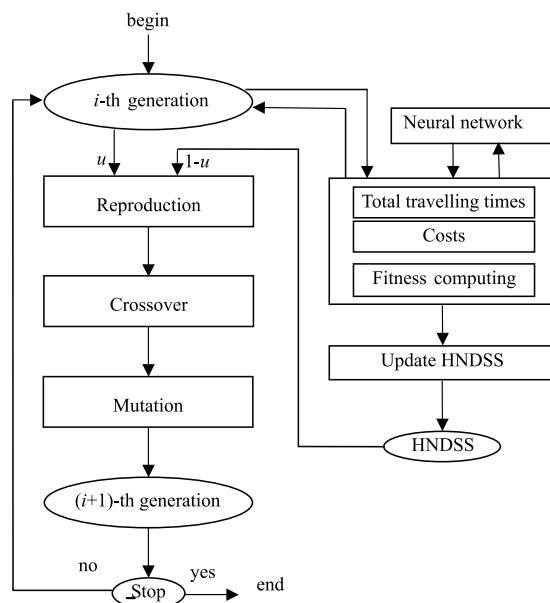 begin
i-th generation
Neural network
u
1-u
Reproduction
Total travelling times
Costs
Fitness computing
Crossover
Update HNDSS
Mutation
HNDSS
(i+1)-th generation
no
yes
Stop
end